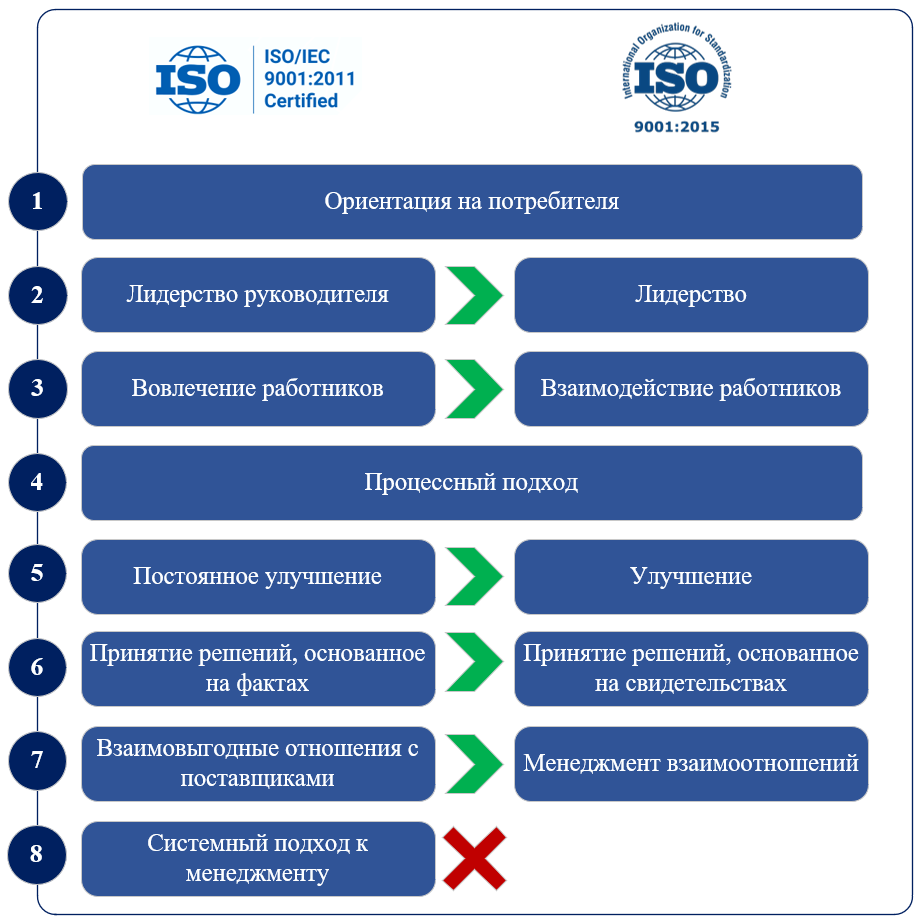 ISO
ISO/IEC
9001:2011
Certified
International Organization for Standardization
ISO
9001:2015
1
Ориентация на потребителя
2
Лидерство руководителя
Лидерство
3
Вовлечение работников
Взаимодействие работников
4
Процессный подход
5
Постоянное улучшение
Улучшение
6
Принятие решений, основанное
на фактах
Принятие решений, основанное
на свидетельствах
7
Взаимовыгодные отношения с
поставщиками
Менеджмент взаимоотношений
8
Системный подход к
менеджменту